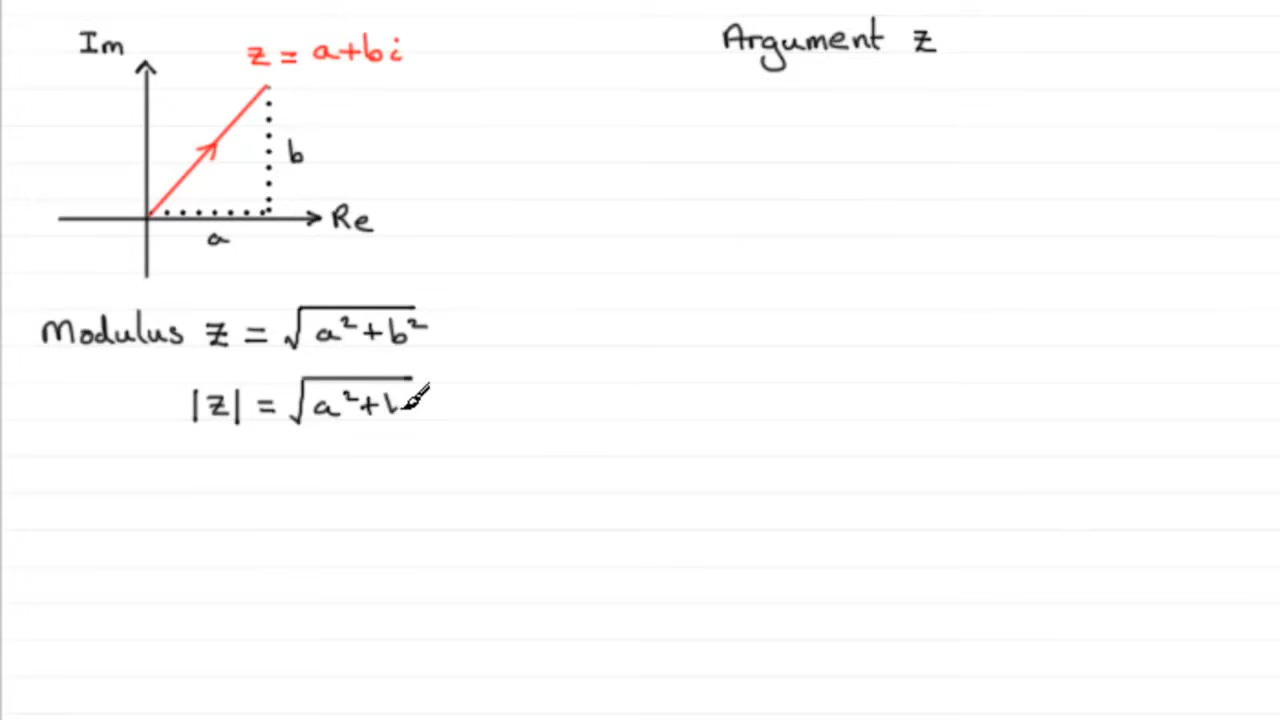 Im
z = a+bi
b
Re
a
Modulus z = √a²+b²
|z| = √a²+
Argument z